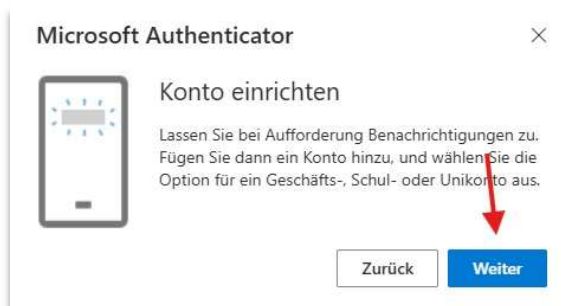 Microsoft Authenticator
Konto einrichten
Lassen Sie bei Aufforderung Benachrichtigungen zu.
Fügen Sie dann ein Konto hinzu, und wählen Sie die
Option für ein Geschäfts-, Schul- oder Unikonto aus.
Zurück
Weiter